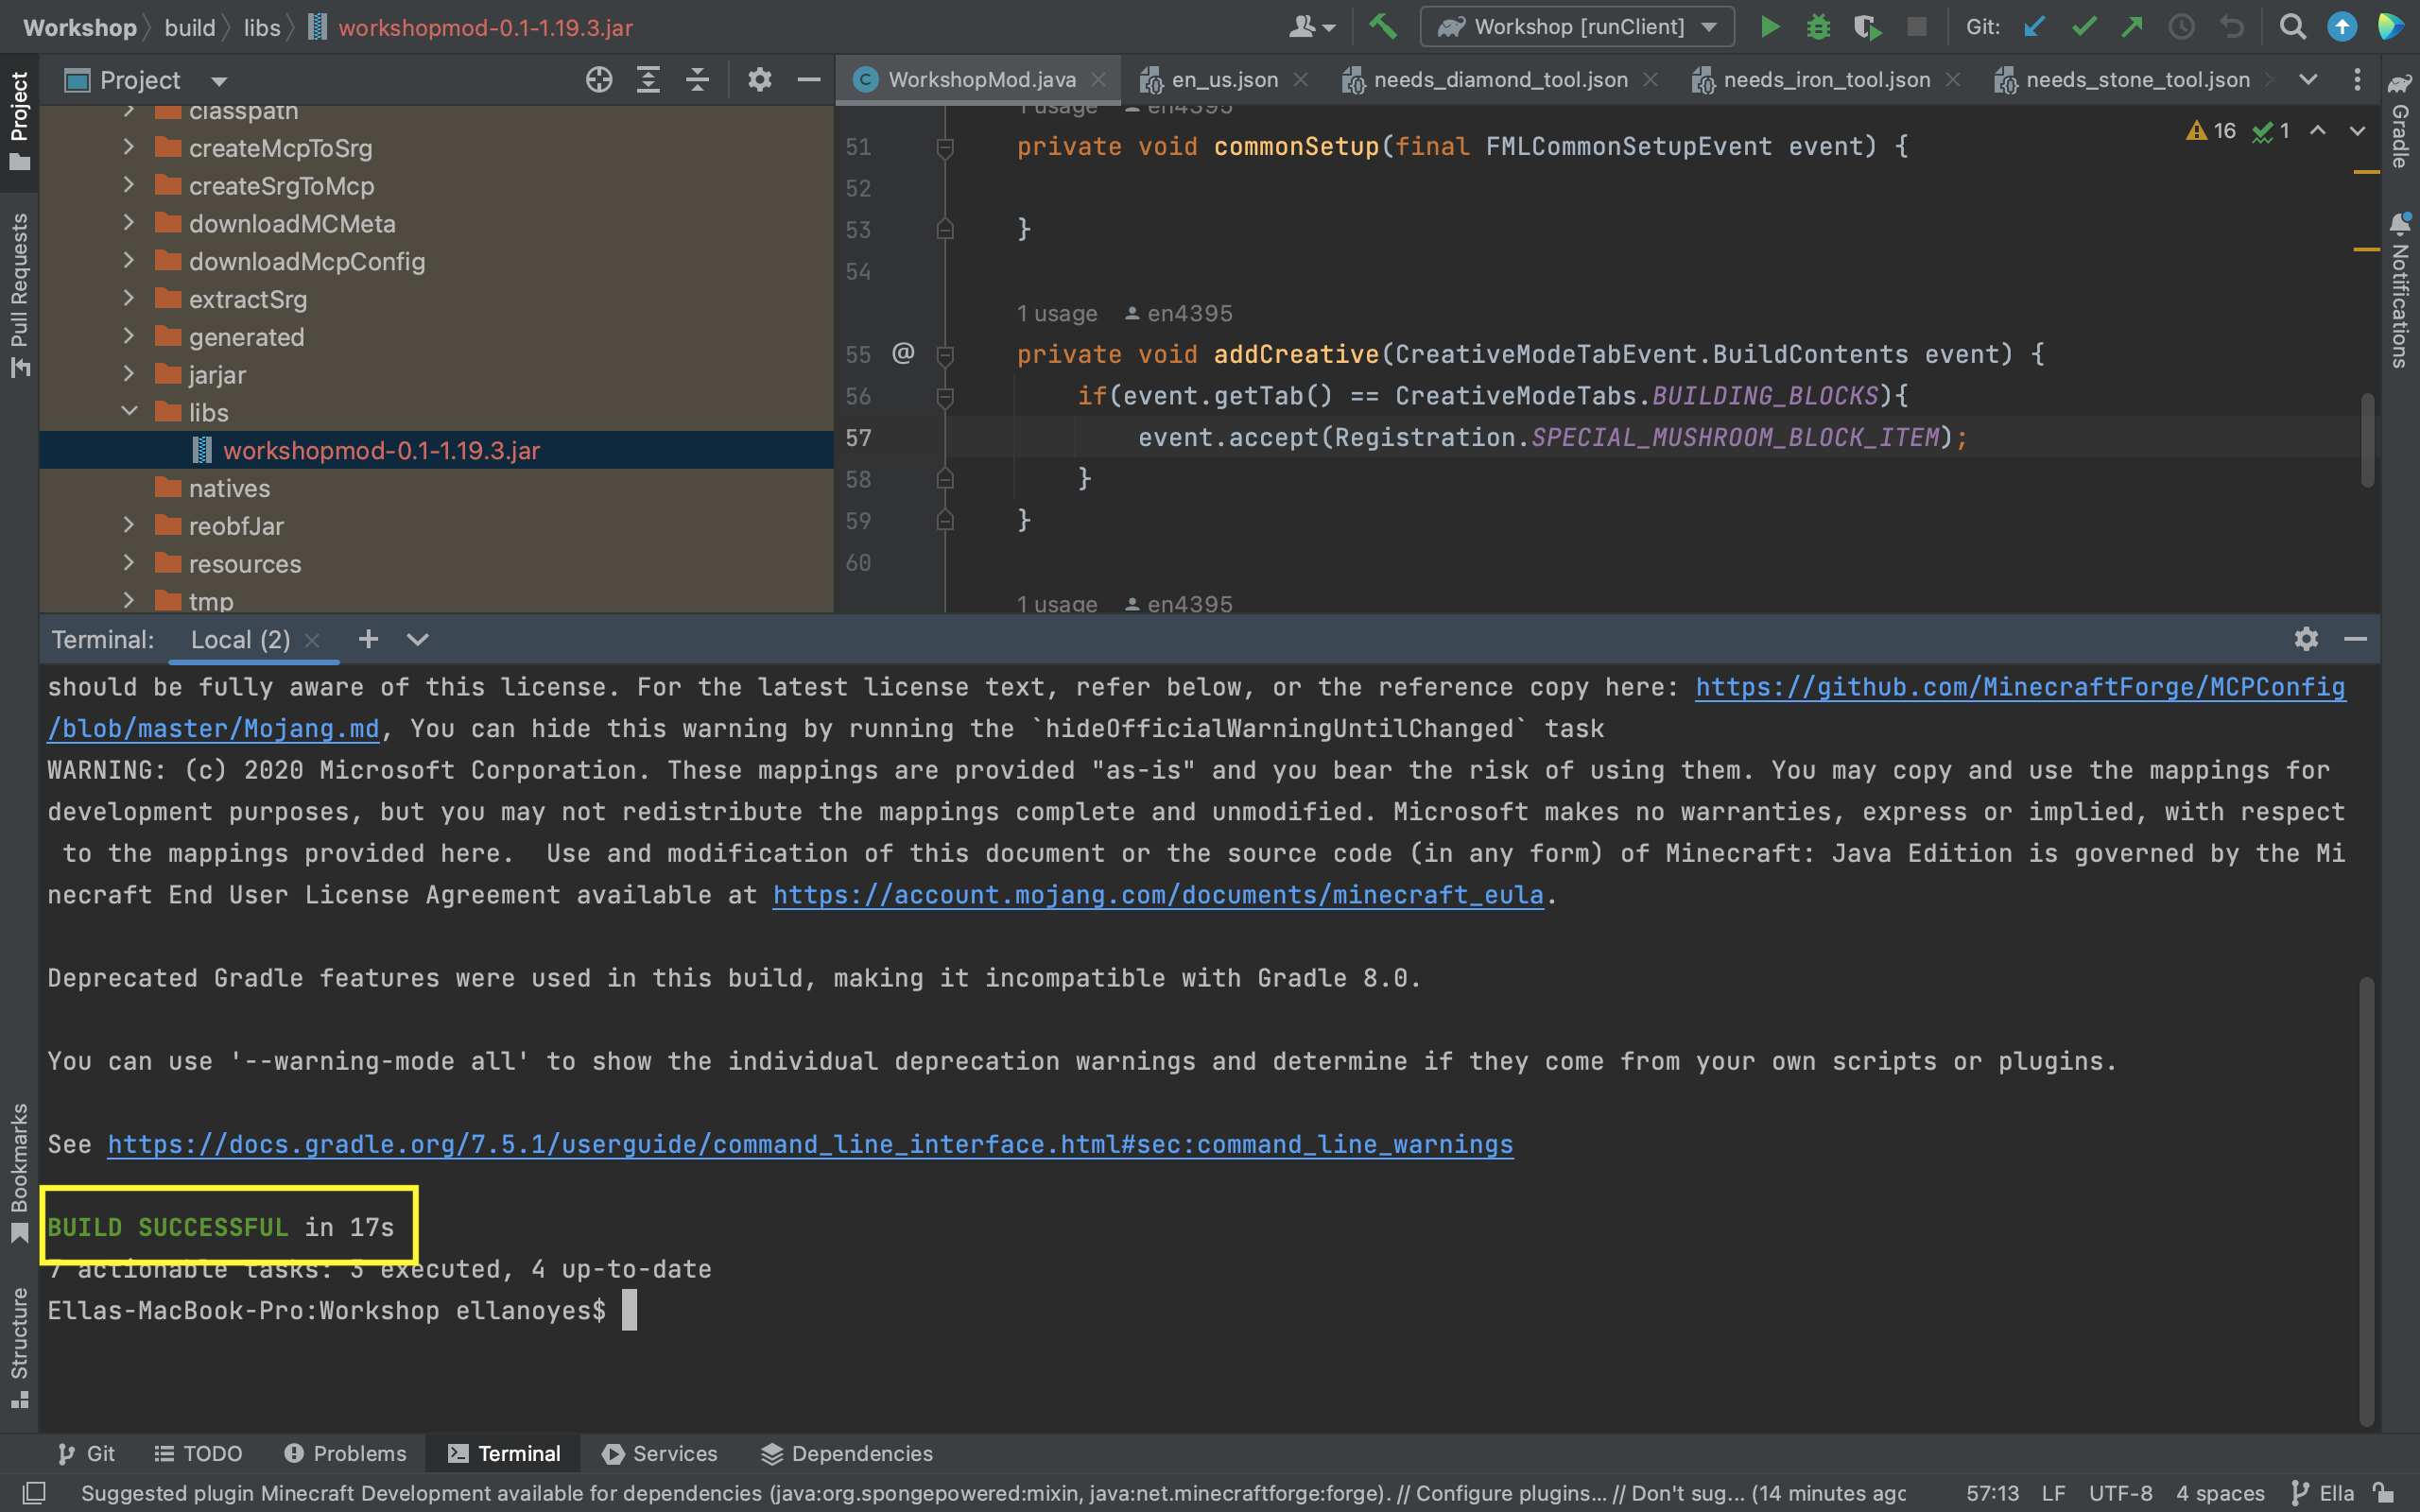 Workshop build libs workshopmod-0.1-1.19.3.jar Workshop [runClient] Git:
Project WorkshopMod.java en_us.json needs_diamond_tool.json needs_iron_tool.json needs_stone_tool.json
Project
Pull Requests
Bookmarks
Structure
classpath
createMcpToSrg
createSrgToMcp
downloadMCMeta
downloadMcpConfig
extractSrg
generated
jarjar
libs
workshopmod-0.1-1.19.3.jar
natives
reobfJar
resources
tmp
1 usage en4395
16 1
51 private void commonSetup(final FMLCommonSetupEvent event) {
52
53 }
54
1 usage en4395
55 @ private void addCreative(CreativeModeTabEvent.BuildContents event) {
56 if(event.getTab() == CreativeModeTabs.BUILDING_BLOCKS){
57 event.accept(Registration.SPECIAL_MUSHROOM_BLOCK_ITEM);
58 }
59 }
60
1 usage en4395
Gradle
Notifications
Terminal: Local (2)
should be fully aware of this license. For the latest license text, refer below, or the reference copy here: https://github.com/MinecraftForge/MCPConfig
/blob/master/Mojang.md, You can hide this warning by running the `hideOfficialWarningUntilChanged` task
WARNING: (c) 2020 Microsoft Corporation. These mappings are provided "as-is" and you bear the risk of using them. You may copy and use the mappings for
development purposes, but you may not redistribute the mappings complete and unmodified. Microsoft makes no warranties, express or implied, with respect
to the mappings provided here.  Use and modification of this document or the source code (in any form) of Minecraft: Java Edition is governed by the Mi
necraft End User License Agreement available at https://account.mojang.com/documents/minecraft_eula.
Deprecated Gradle features were used in this build, making it incompatible with Gradle 8.0.
You can use '--warning-mode all' to show the individual deprecation warnings and determine if they come from your own scripts or plugins.
See https://docs.gradle.org/7.5.1/userguide/command_line_interface.html#sec:command_line_warnings
BUILD SUCCESSFUL in 17s
7 actionable tasks: 3 executed, 4 up-to-date
Ellas-MacBook-Pro:Workshop ellanoyes$
Git TODO Problems Terminal Services Dependencies
Suggested plugin Minecraft Development available for dependencies (java:org.spongepowered:mixin, java:net.minecraftforge:forge). // Configure plugins... // Don't sug... (14 minutes ago 57:13 LF UTF-8 4 spaces Ella